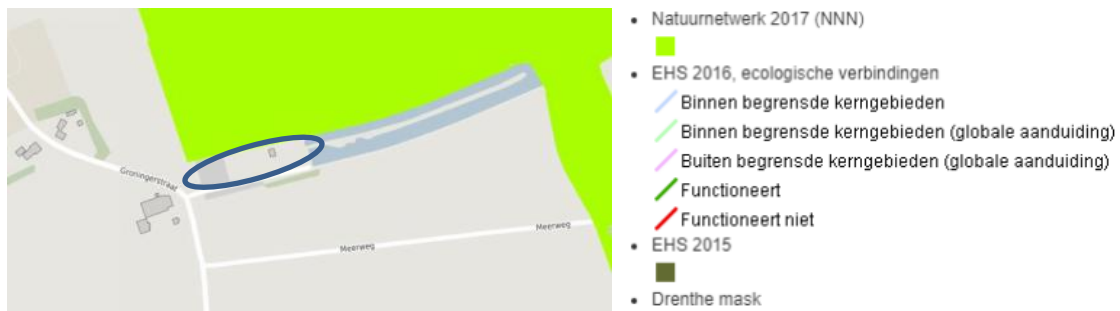 Groningerstraat
Meerweg
Meerweg
Natuurnetwerk 2017 (NNN)
EHS 2016, ecologische verbindingen
Binnen begrensde kerngebieden
Binnen begrensde kerngebieden (globale aanduiding)
Buiten begrensde kerngebieden (globale aanduiding)
Functioneert
Functioneert niet
EHS 2015
Drenthe mask